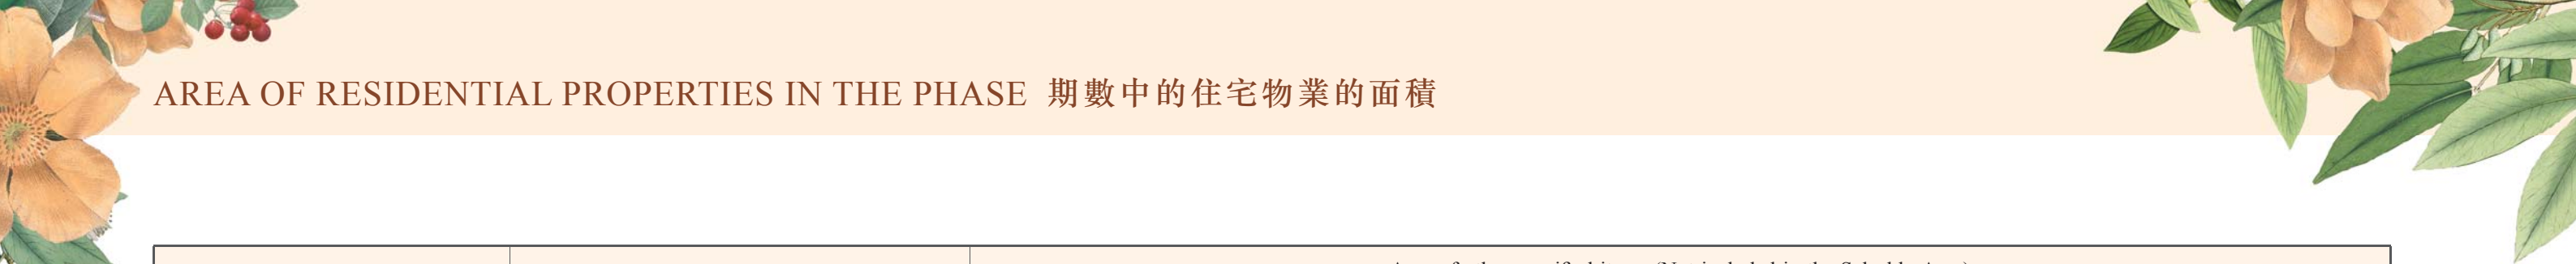 AREA OF RESIDENTIAL PROPERTIES IN THE PHASE 期數中的住宅物業的面積